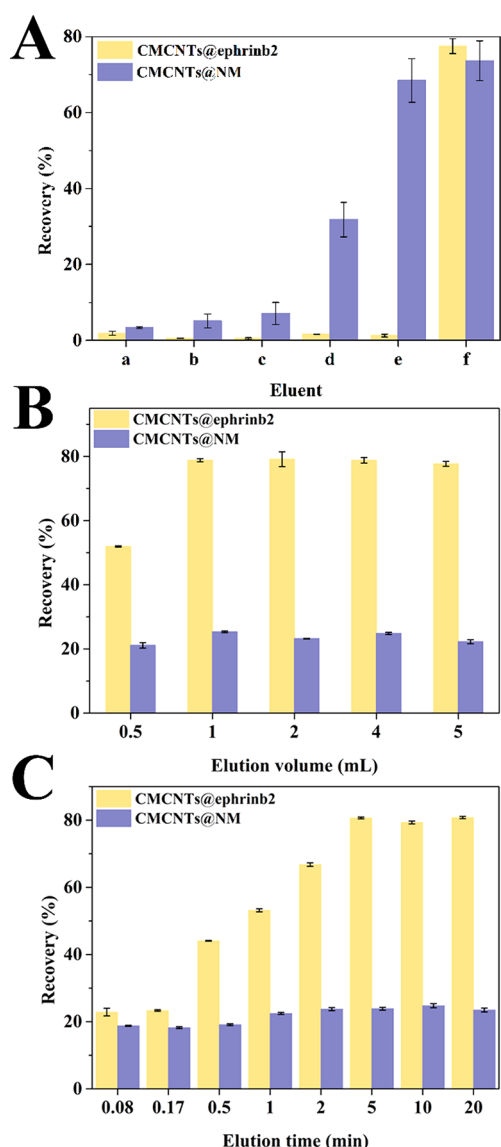 A
CMCNTs@ephrinb2
CMCNTs@NM
Recovery (%)
80
60
40
20
0
a b c d e f
Eluent
B
CMCNTs@ephrinb2
CMCNTs@NM
Recovery (%)
80
60
40
20
0
0.5 1 2 4 5
Elution volume (mL)
C
CMCNTs@ephrinb2
CMCNTs@NM
Recovery (%)
80
60
40
20
0
0.08 0.17 0.5 1 2 5 10 20
Elution time (min)